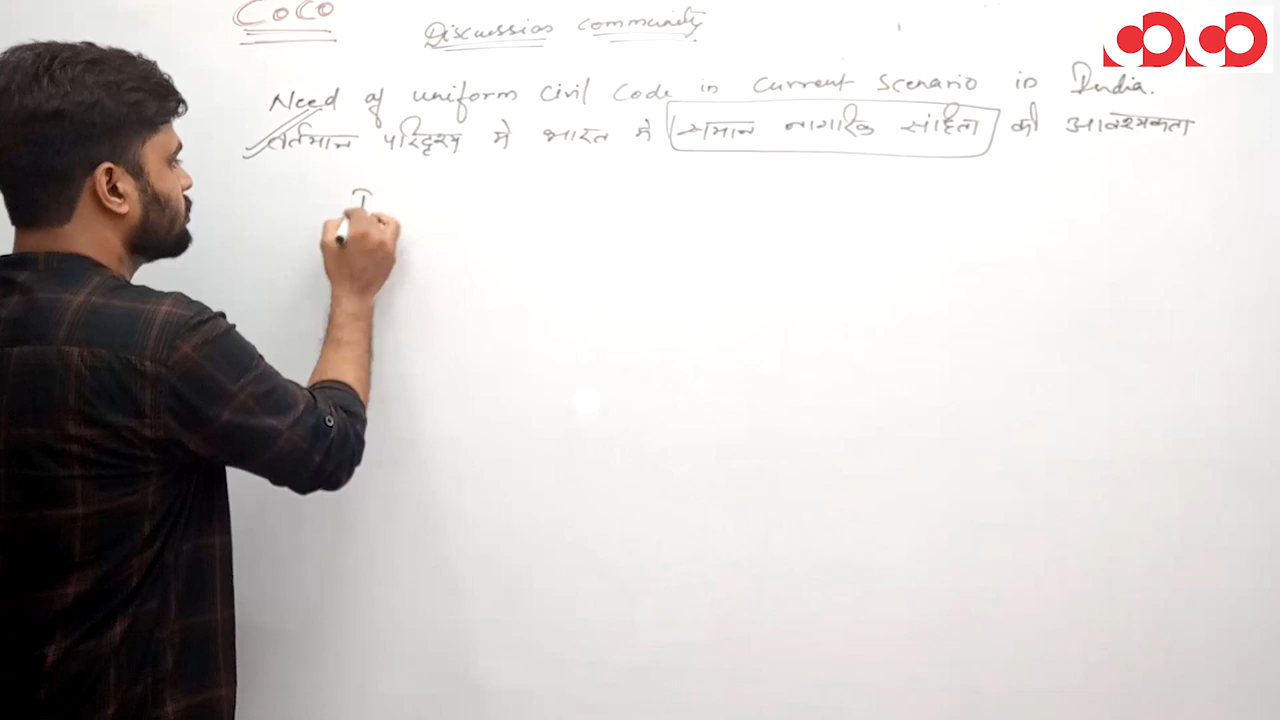 CoCo
Discussion community
Need of uniform Civil Code in Current Scenario in India.
वर्तमान परिदृश्य मे भारत मे समान नागरिक संहिता की आवश्यकता